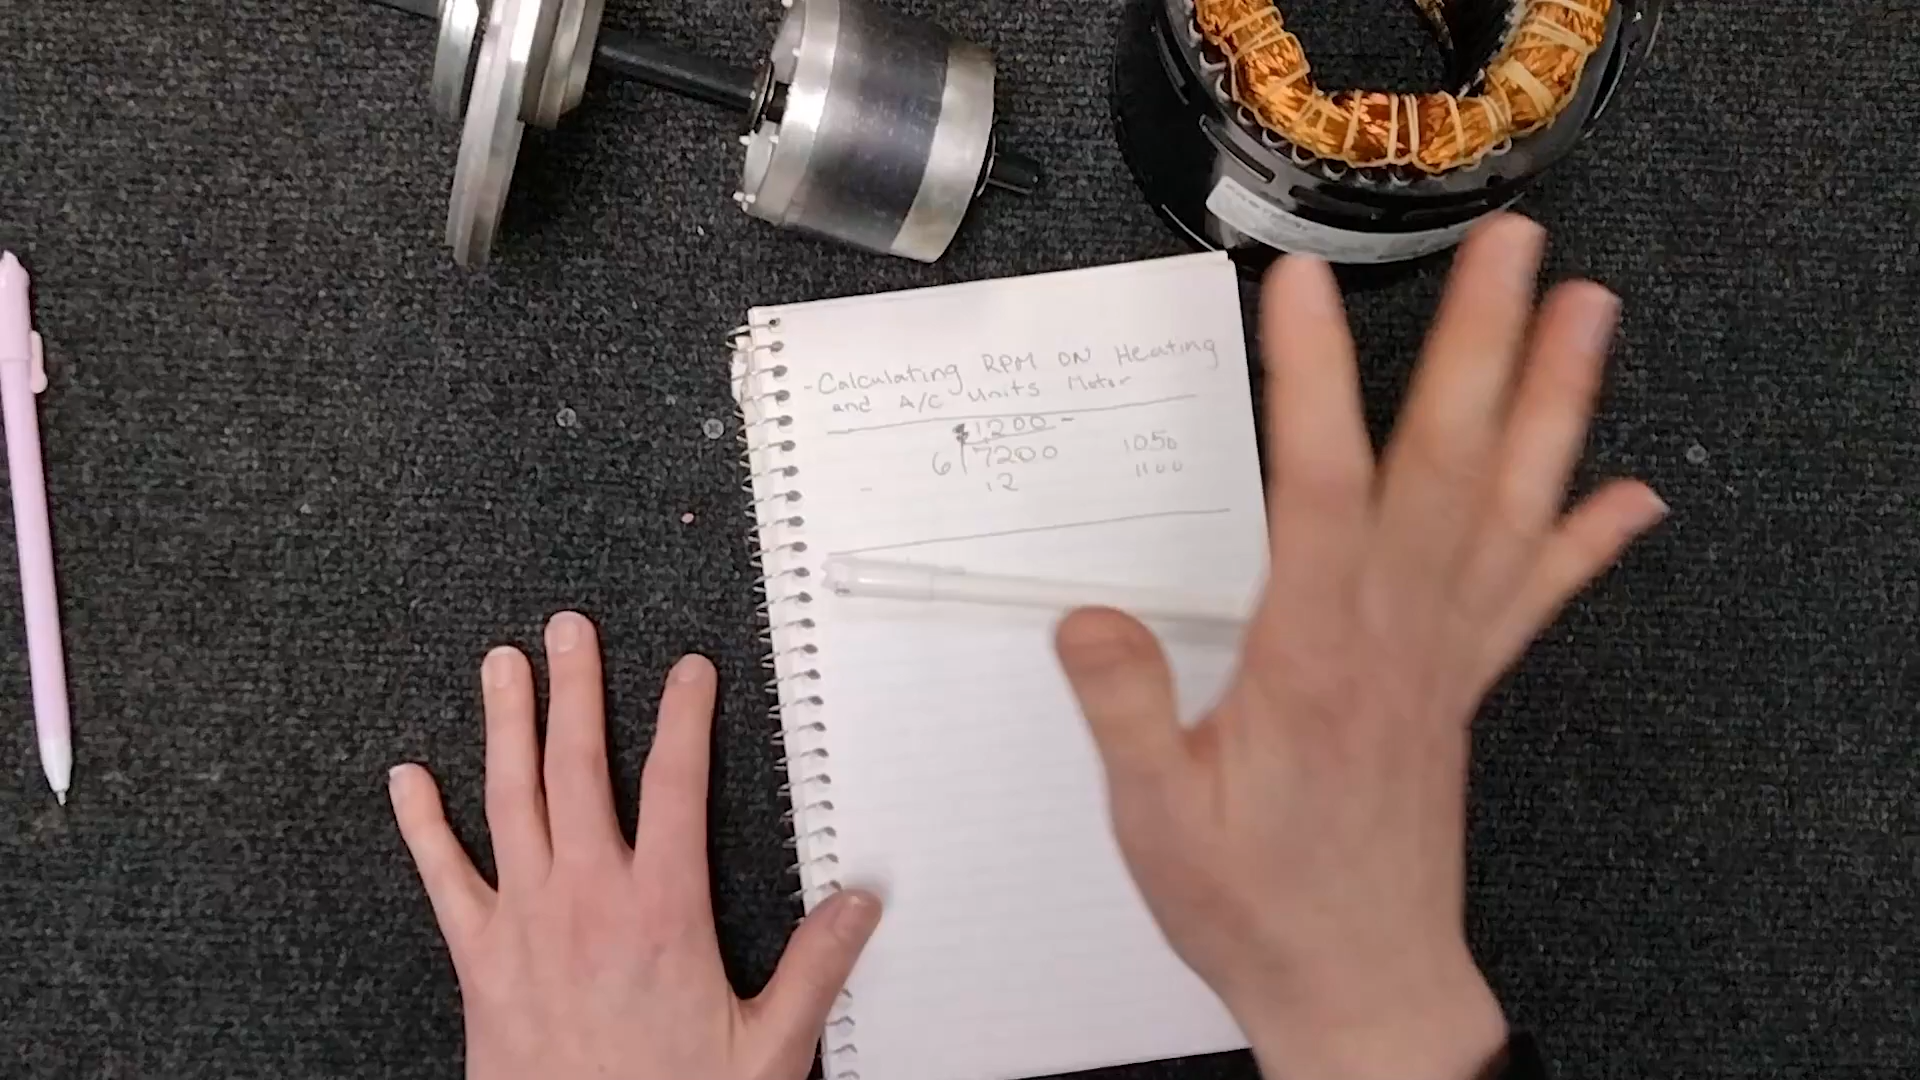 - Calculating RPM ON Heating
and A/C Units Motor
1200 -
6 7200 1050
12 1100